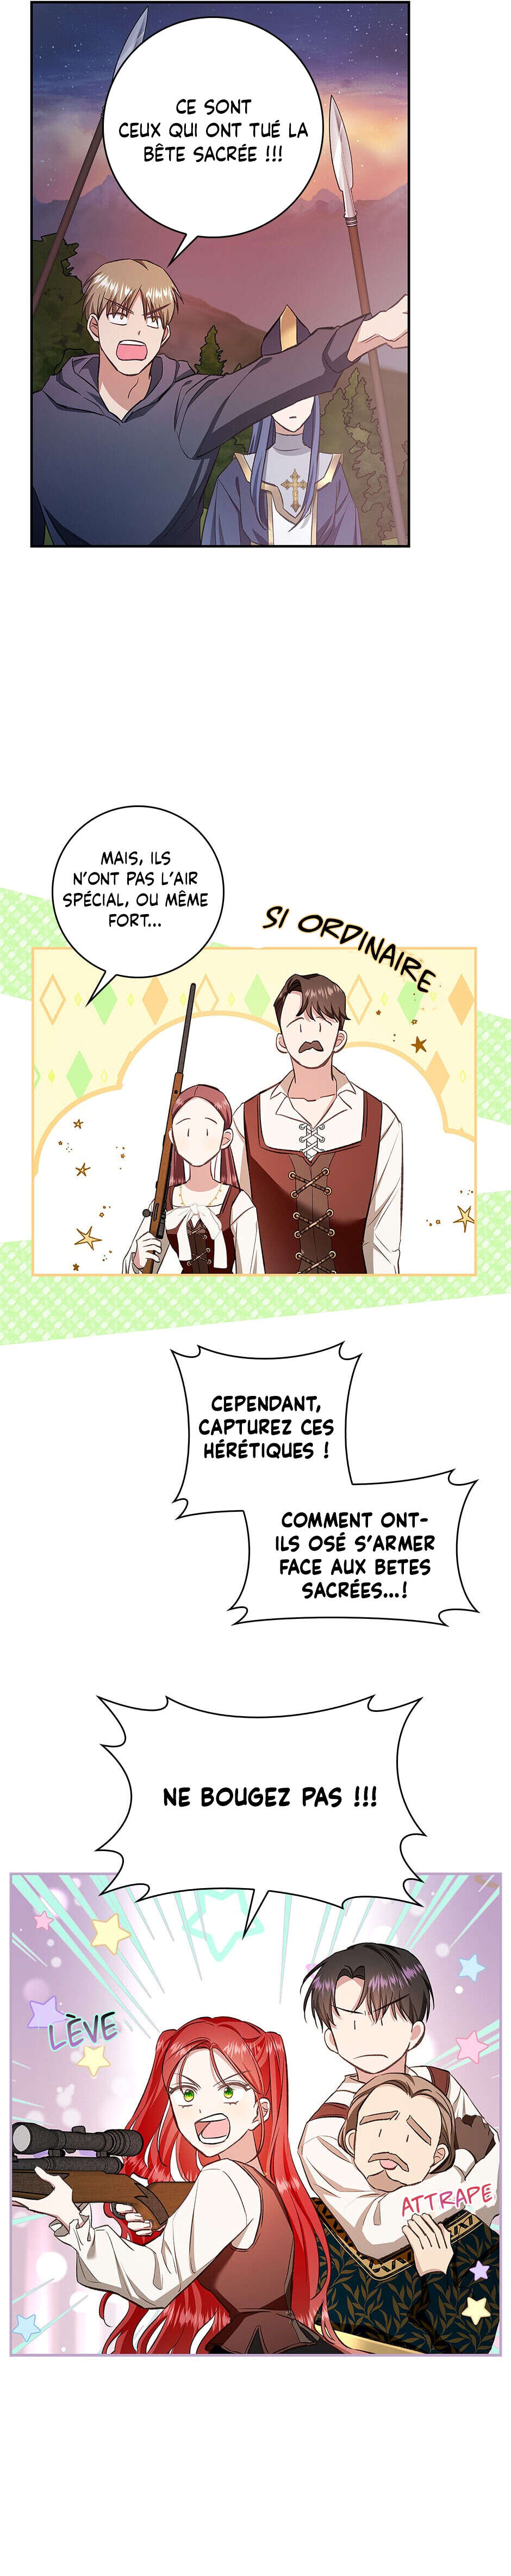 CE SONT
CEUX QUI ONT TUÉ LA
BÊTE SACRÉE !!!
MAIS, ILS
N'ONT PAS L'AIR
SPÉCIAL, OU MÊME
FORT...
SI ORDINAIRE
CEPENDANT,
CAPTUREZ CES
HÉRÉTIQUES !
COMMENT ONT-
ILS OSÉ S'ARMER
FACE AUX BETES
SACRÉES...!
NE BOUGEZ PAS !!!
LÈVE
ATTRAPE